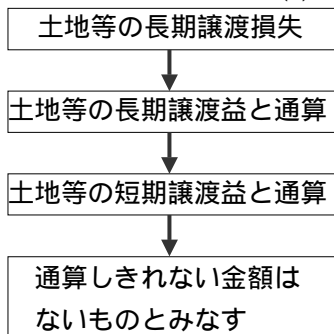 土地等の長期譲渡損失
土地等の長期譲渡益と通算
土地等の短期譲渡益と通算
通算しきれない金額は
ないものとみなす